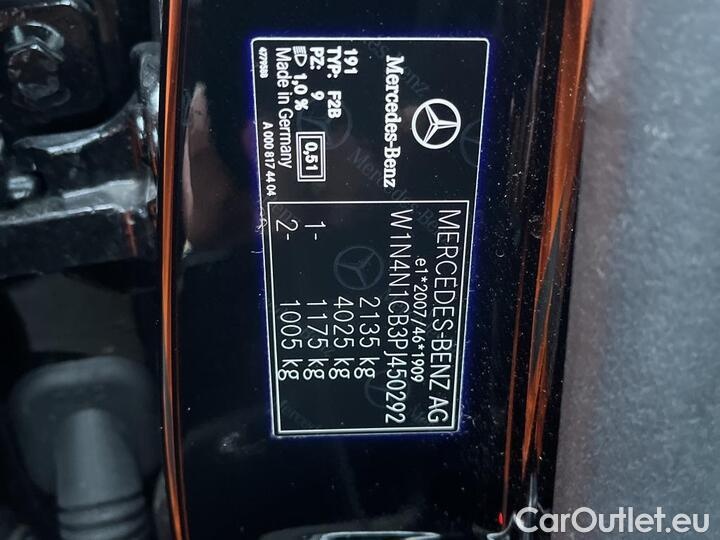 MERCEDES-BENZ AG
e1*2007/46*1909
W1N4N1CB3PJ450292
2135 kg
4025 kg
1- 1175 kg
2- 1005 kg
Mercedes-Benz
191
TYP: F2B
PZ: 9
1,0 % 0,51
Made in Germany
4779500 A 000 817 44 04
CarOutlet.eu